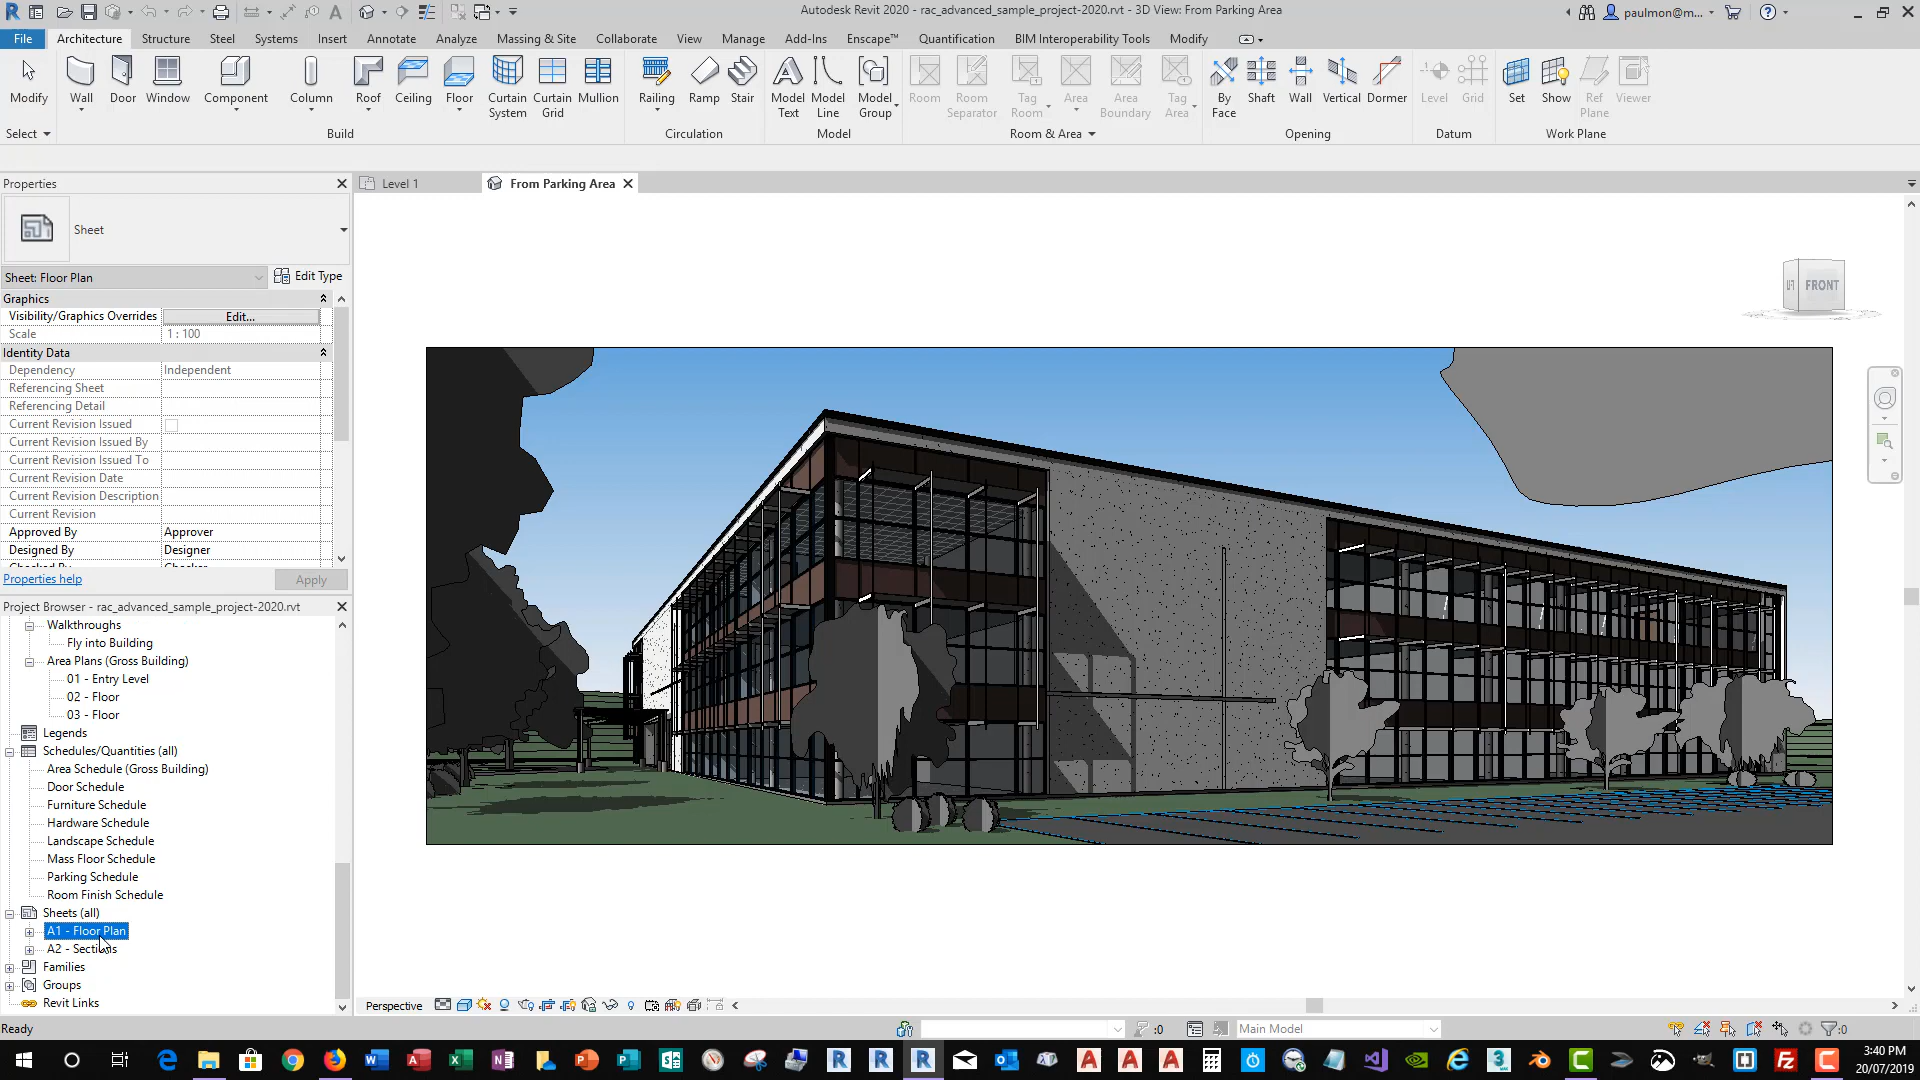 Autodesk Revit 2020 - rac_advanced_sample_project-2020.rvt - 3D View: From Parking Area
paulmon@m...
File Architecture Structure Steel Systems Insert Annotate Analyze Massing & Site Collaborate View Manage Add-Ins Enscape™ Quantification BIM Interoperability Tools Modify
Modify Wall Door Window Component Column Roof Ceiling Floor Curtain System Curtain Grid Mullion Railing Ramp Stair Model Text Model Line Model Group Room Room Separator Tag Room Area Area Boundary Tag Area By Face Shaft Wall Vertical Dormer Level Grid Set Show Ref Plane Viewer
Select Build Circulation Model Room & Area Opening Datum Work Plane
Properties
Level 1 From Parking Area
Sheet
Sheet: Floor Plan Edit Type
Graphics
Visibility/Graphics Overrides Edit...
Scale 1 : 100
Identity Data
Dependency Independent
Referencing Sheet
Referencing Detail
Current Revision Issued
Current Revision Issued By
Current Revision Issued To
Current Revision Date
Current Revision Description
Current Revision
Approved By Approver
Designed By Designer
Checked By Checker
Properties help Apply
Project Browser - rac_advanced_sample_project-2020.rvt
Walkthroughs
Fly into Building
Area Plans (Gross Building)
01 - Entry Level
02 - Floor
03 - Floor
Legends
Schedules/Quantities (all)
Area Schedule (Gross Building)
Door Schedule
Furniture Schedule
Hardware Schedule
Landscape Schedule
Mass Floor Schedule
Parking Schedule
Room Finish Schedule
Sheets (all)
A1 - Floor Plan
A2 - Sections
Families
Groups
Revit Links
FRONT
Perspective
Ready
:0
Main Model
:0
3:40 PM
20/07/2019